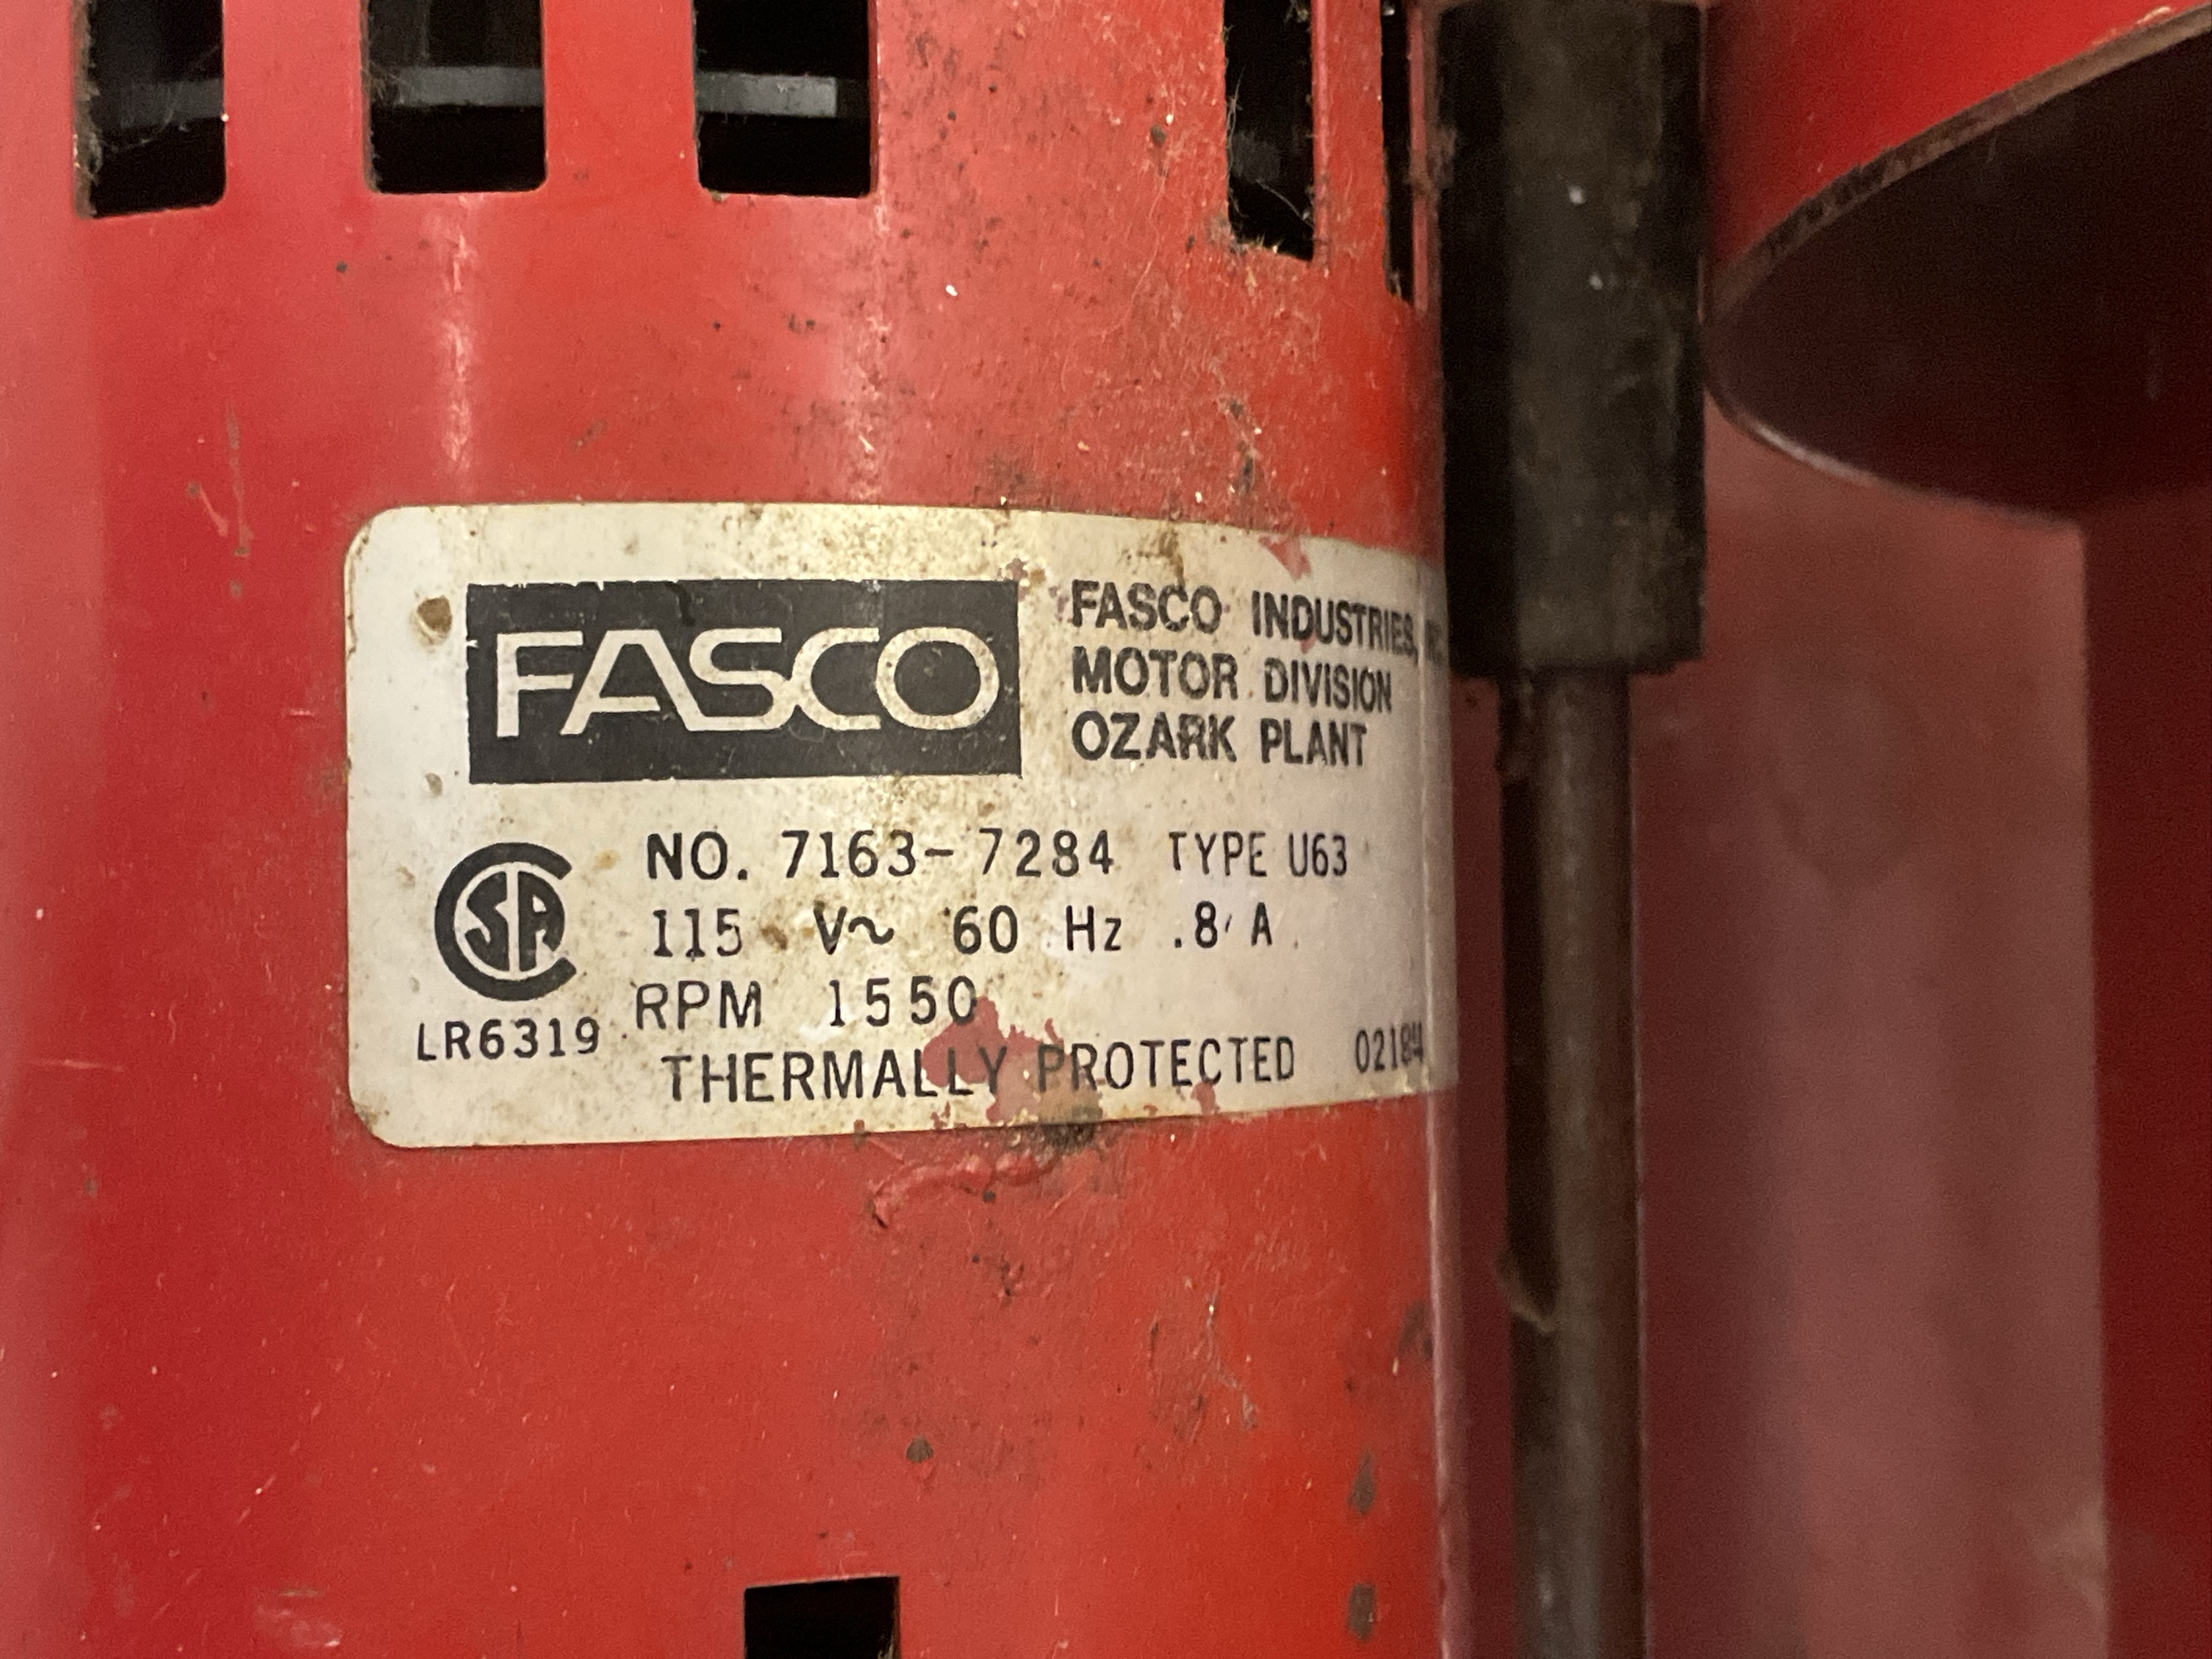 FASCO
FASCO INDUSTRIES,
MOTOR DIVISION
OZARK PLANT
NO. 7163-7284 TYPE U63
115 V~ 60 Hz .8 A
RPM 1550
LR6319
THERMALLY PROTECTED